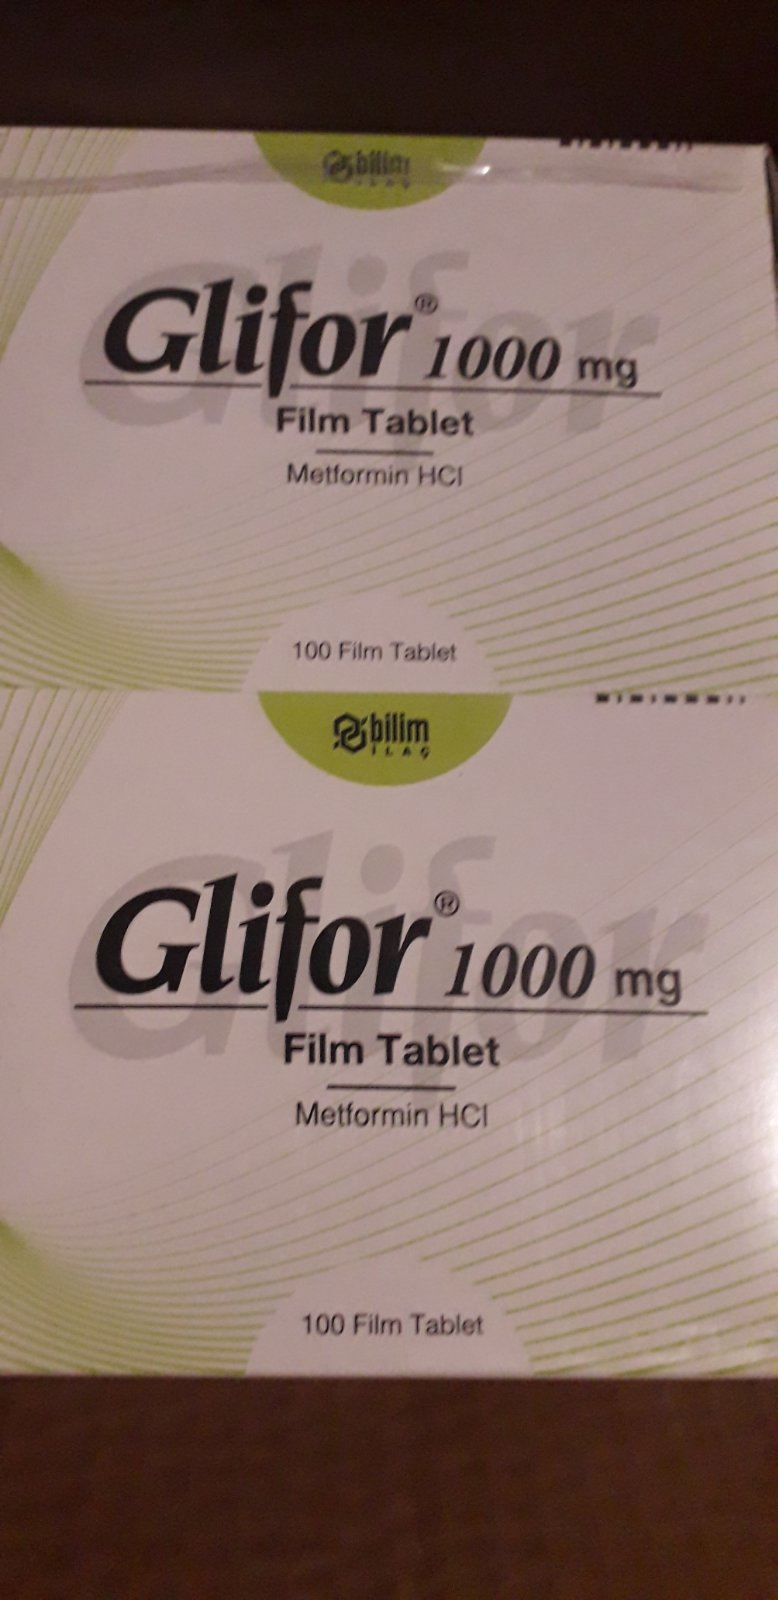 bilim
İLAÇ
Glifor® 1000 mg
Film Tablet
Metformin HCl
100 Film Tablet
bilim
İLAÇ
Glifor® 1000 mg
Film Tablet
Metformin HCl
100 Film Tablet